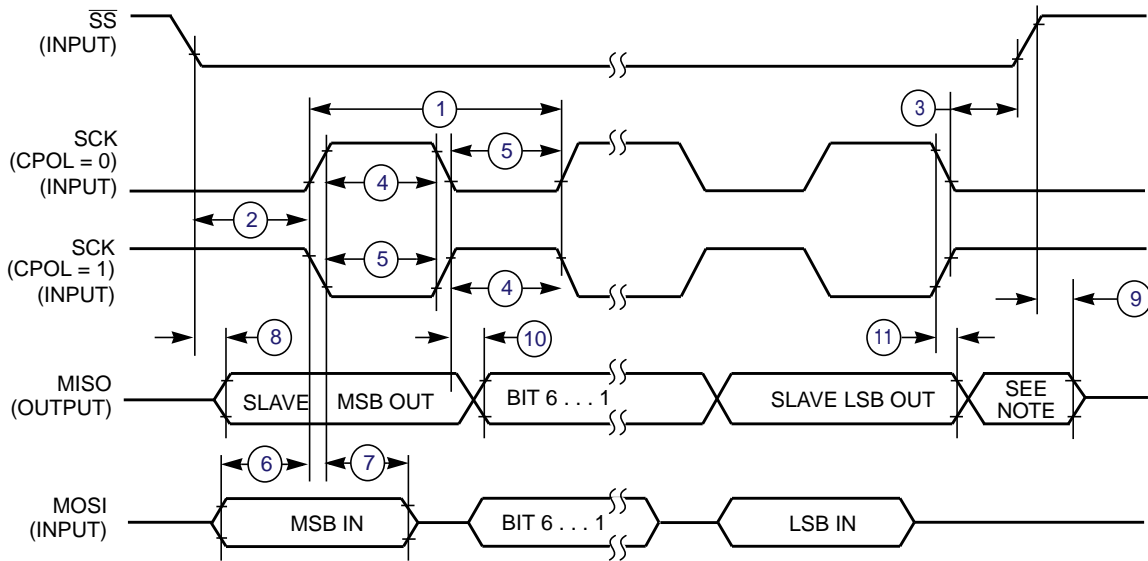 SS
(INPUT)
1
3
SCK
(CPOL = 0)
(INPUT)
5
4
2
SCK
(CPOL = 1)
(INPUT)
5
4
9
8
10
11
MISO
(OUTPUT)
SLAVE
MSB OUT
BIT 6 . . . 1
SLAVE LSB OUT
SEE
NOTE
6
7
MOSI
(INPUT)
MSB IN
BIT 6 . . . 1
LSB IN